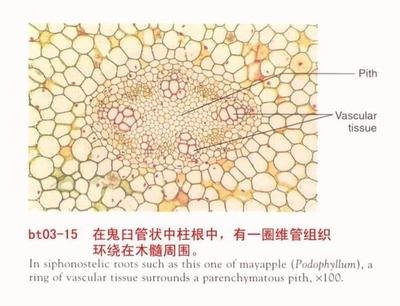 Pith
Vascular
tissue
bt03-15 在鬼臼管状中柱根中，有一圈维管组织
环绕在木髓周围。
In siphonostelic roots such as this one of mayapple (Podophyllum), a
ring of vascular tissue surrounds a parenchymatous pith, ×100.